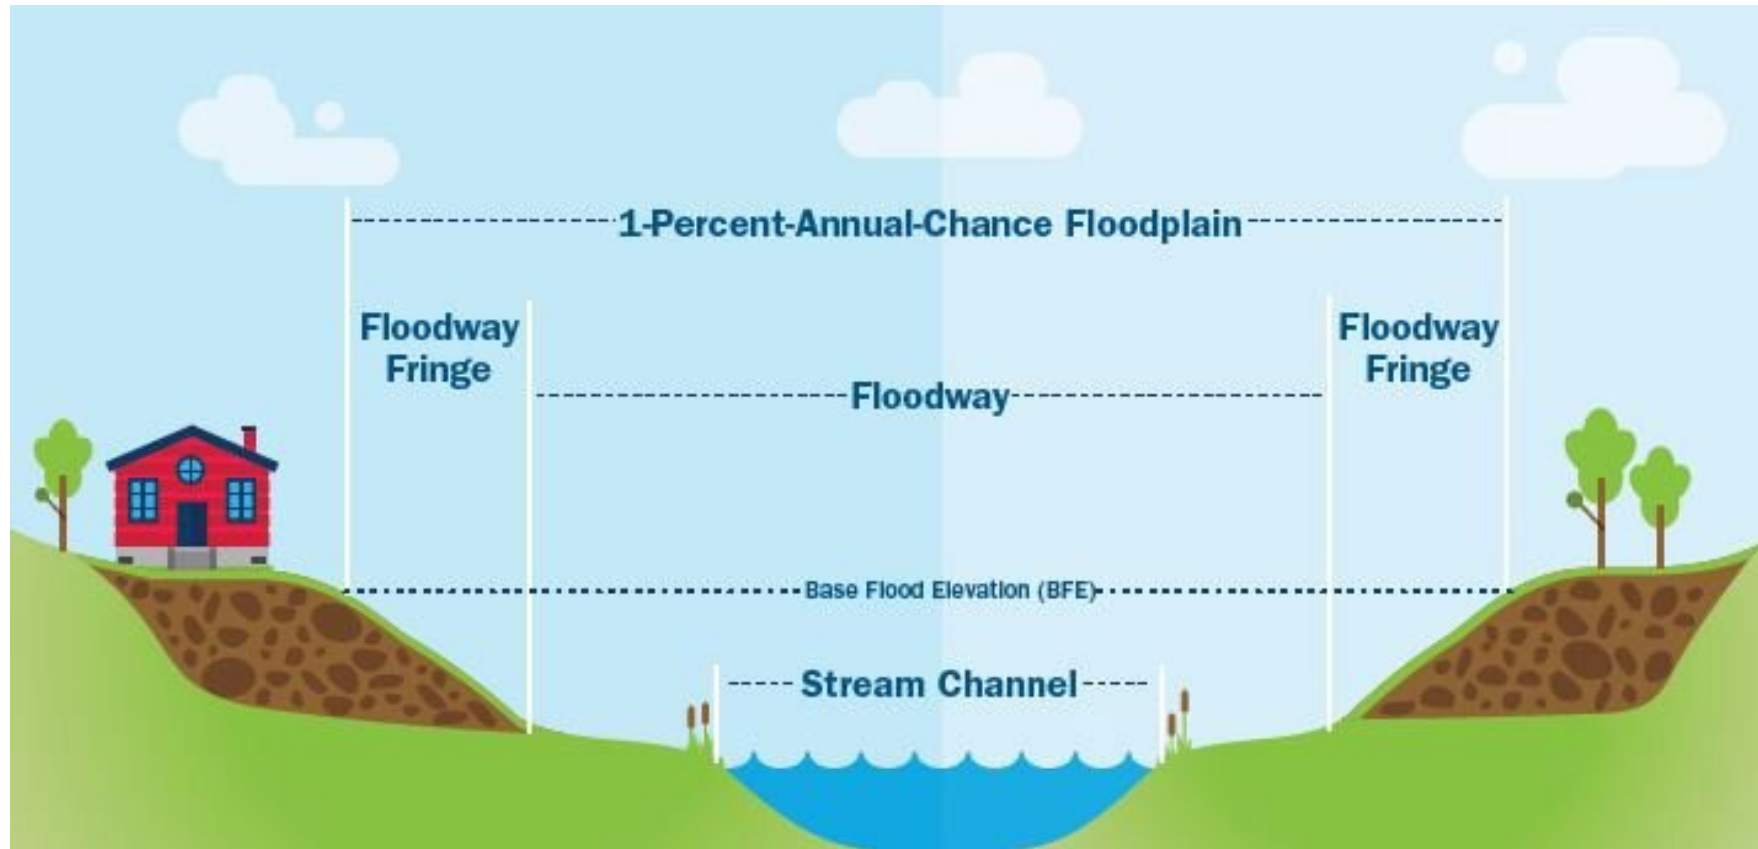 1-Percent-Annual-Chance Floodplain
Floodway
Fringe
Floodway
Fringe
Floodway
Base Flood Elevation (BFE)
Stream Channel